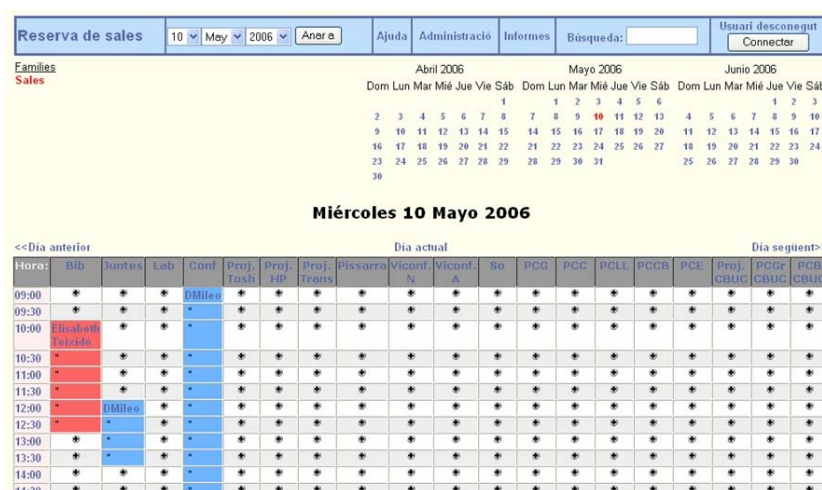 Reserva de sales 10 May 2006 Anar a Ajuda Administració Informes Búsqueda: Usuari desconegut
Connectar
Families
Sales
Abril 2006 Mayo 2006 Junio 2006
Dom Lun Mar Mié Jue Vie Sáb Dom Lun Mar Mié Jue Vie Sáb Dom Lun Mar Mié Jue Vie Sáb
1 1 2 3 4 5 6 1 2 3
2 3 4 5 6 7 8 7 8 9 10 11 12 13 4 5 6 7 8 9 10
9 10 11 12 13 14 15 14 15 16 17 18 19 20 11 12 13 14 15 16 17
16 17 18 19 20 21 22 21 22 23 24 25 26 27 18 19 20 21 22 23 24
23 24 25 26 27 28 29 28 29 30 31 25 26 27 28 29 30
30
Miércoles 10 Mayo 2006
<<Día anterior Día actual Día següent>
Hora: Bib Juntes Lab Conf Proj. Tosh Proj. HP Proj. Trans Pissarra Viconf. N Viconf. A So PCG PCC PCLL PCCB PCE Proj. CBUC PCGr CBUC PCB CBUC
09:00 DMileo
09:30 "
10:00 Elisabeth Teixidó "
10:30 " "
11:00 " "
11:30 " "
12:00 " DMileo "
12:30 " " "
13:00 " "
13:30 " "
14:00
14:30